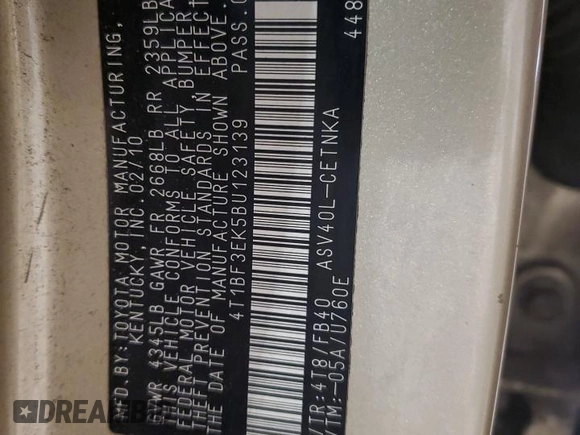 MFD.BY:TOYOTA MOTOR MANUFACTURING,
KENTUCKY, INC. 02/10
GVWR 4345LB GAWR FR 2668LB RR 2359LB
THIS VEHICLE CONFORMS TO ALL APPLICA
FEDERAL MOTOR VEHICLE SAFETY, BUMPER
THEFT PREVENTION STANDARDS IN EFFECT
THE DATE OF MANUFACTURE SHOWN ABOVE.
4T1BF3EK5BU123139 PASS.
448
/TR:4T8/FB40 ASV40L-CETNKA
/TM:-05A/U760E
DREAM